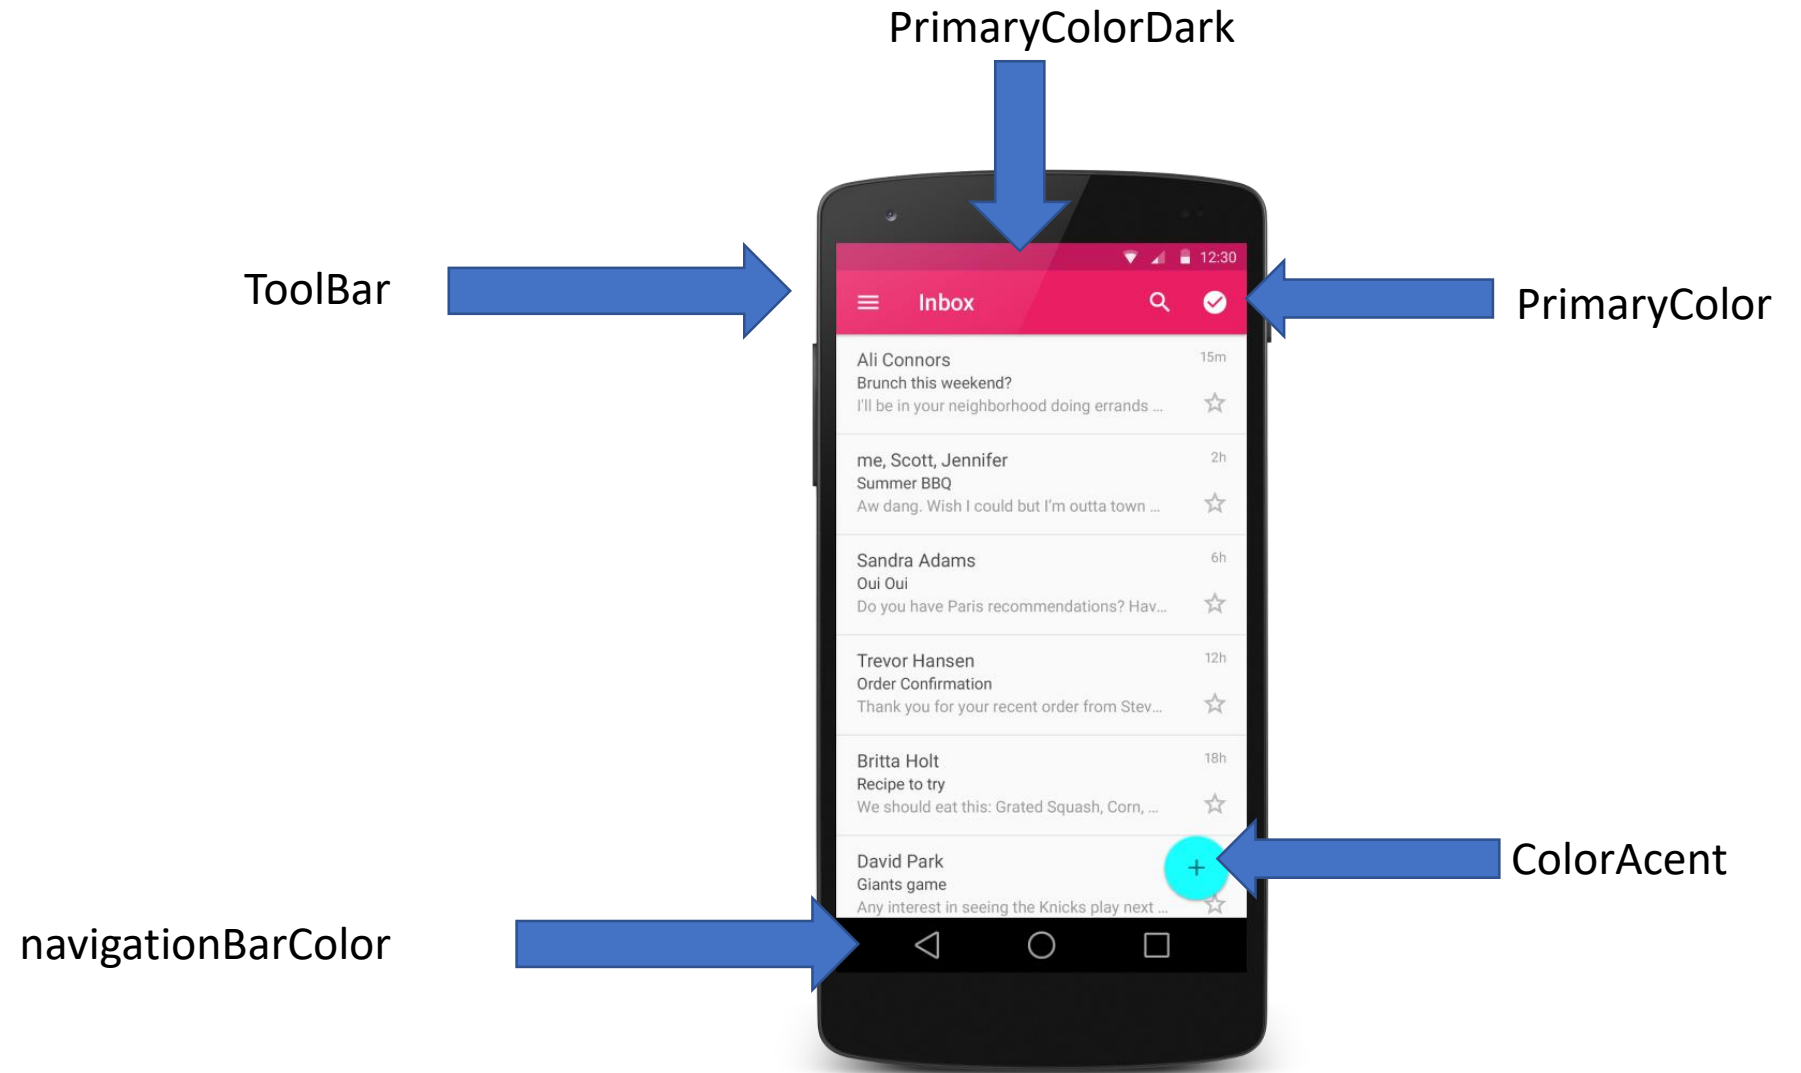 PrimaryColorDark
ToolBar
PrimaryColor
12:30
Inbox
Ali Connors 15m
Brunch this weekend?
I'll be in your neighborhood doing errands ...
me, Scott, Jennifer 2h
Summer BBQ
Aw dang. Wish I could but I'm outta town ...
Sandra Adams 6h
Oui Oui
Do you have Paris recommendations? Hav...
Trevor Hansen 12h
Order Confirmation
Thank you for your recent order from Stev...
Britta Holt 18h
Recipe to try
We should eat this: Grated Squash, Corn, ...
David Park
Giants game
Any interest in seeing the Knicks play next ...
ColorAcent
navigationBarColor